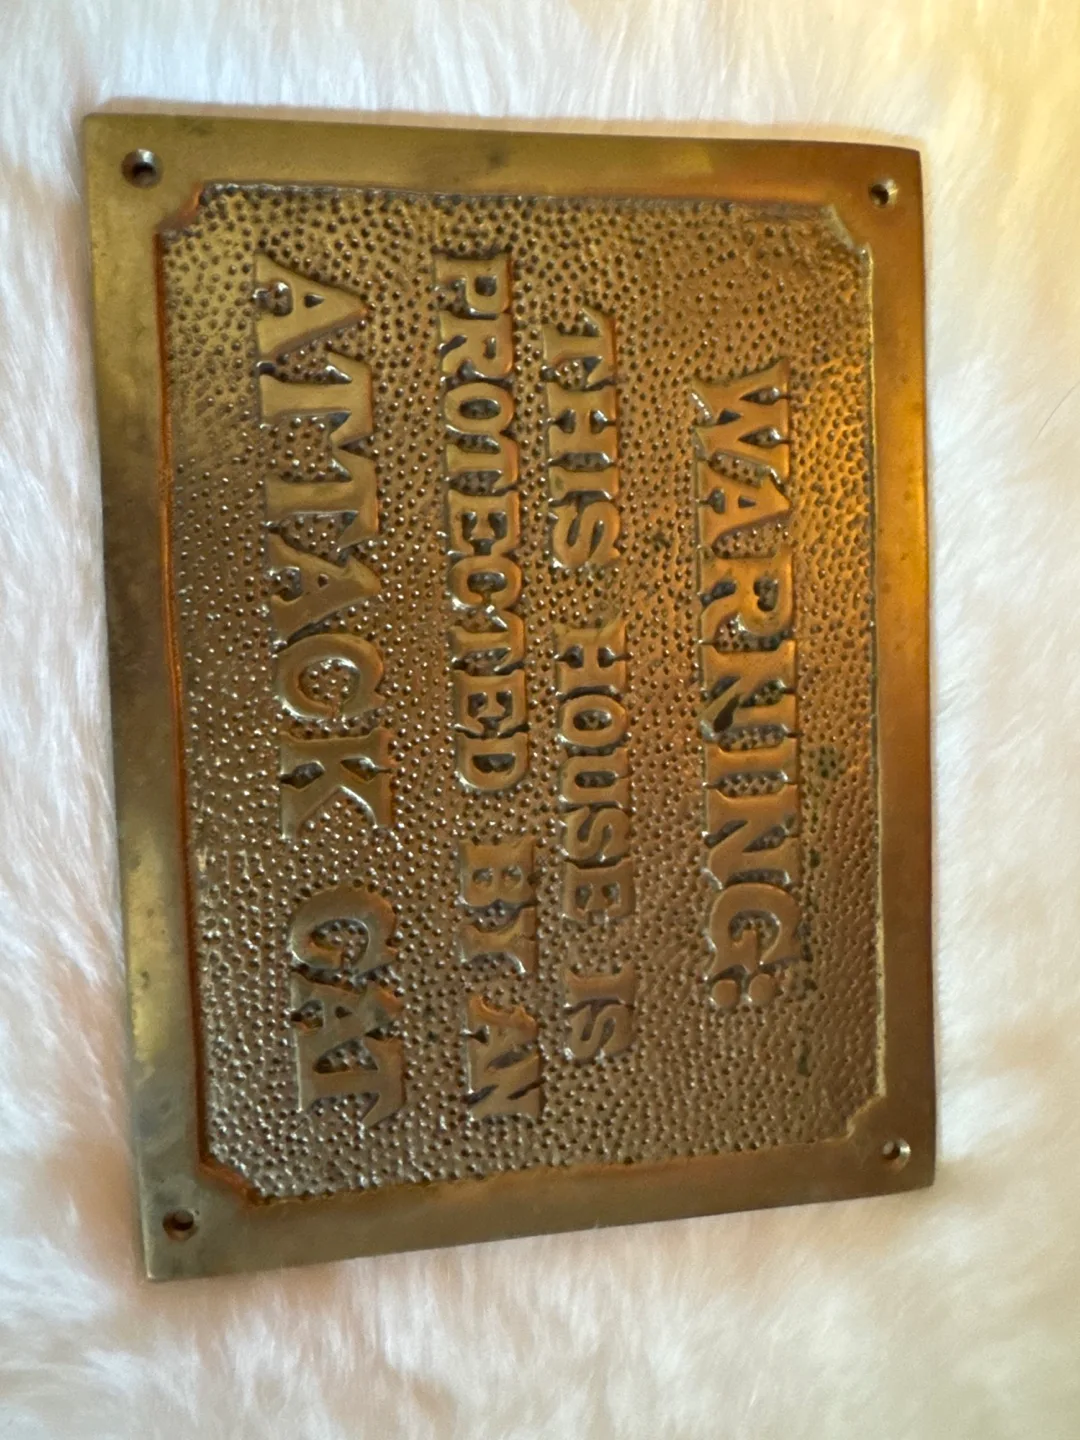 WARNING:
THIS HOUSE IS
PROTECTED BY AN
ATTACK CAT